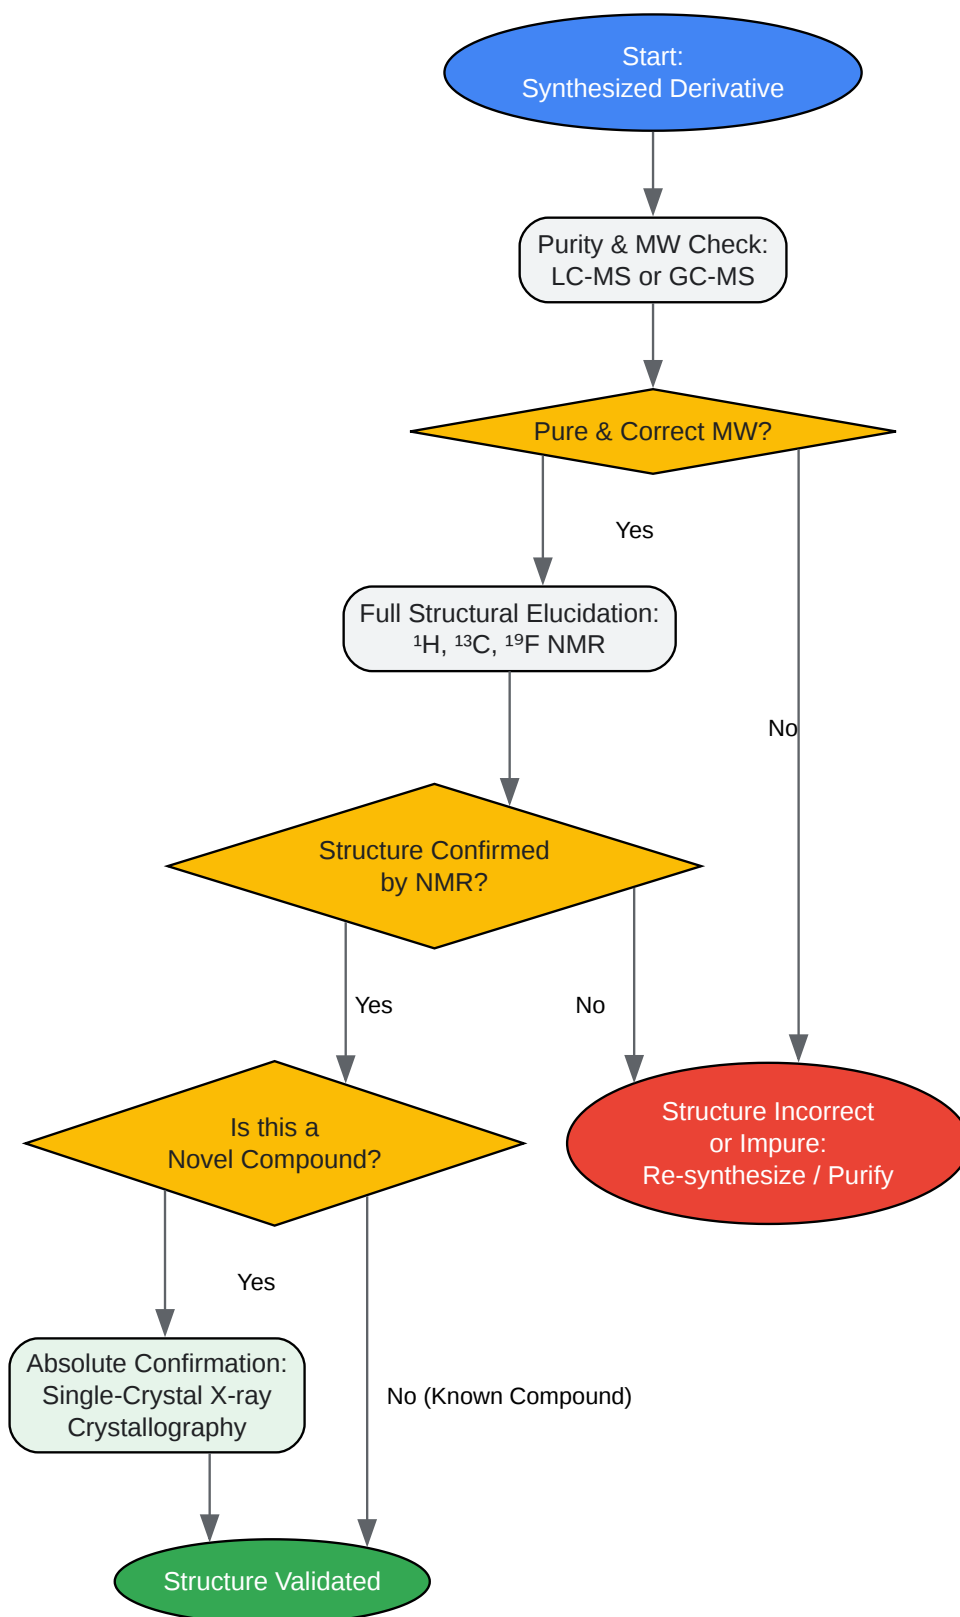 Start:
Synthesized Derivative
Purity & MW Check:
LC-MS or GC-MS
Pure & Correct MW?
Yes
Full Structural Elucidation:
¹H, ¹³C, ¹⁹F NMR
No
Structure Confirmed
by NMR?
Yes
No
Is this a
Novel Compound?
Structure Incorrect
or Impure:
Re-synthesize / Purify
Yes
Absolute Confirmation:
Single-Crystal X-ray
Crystallography
No (Known Compound)
Structure Validated